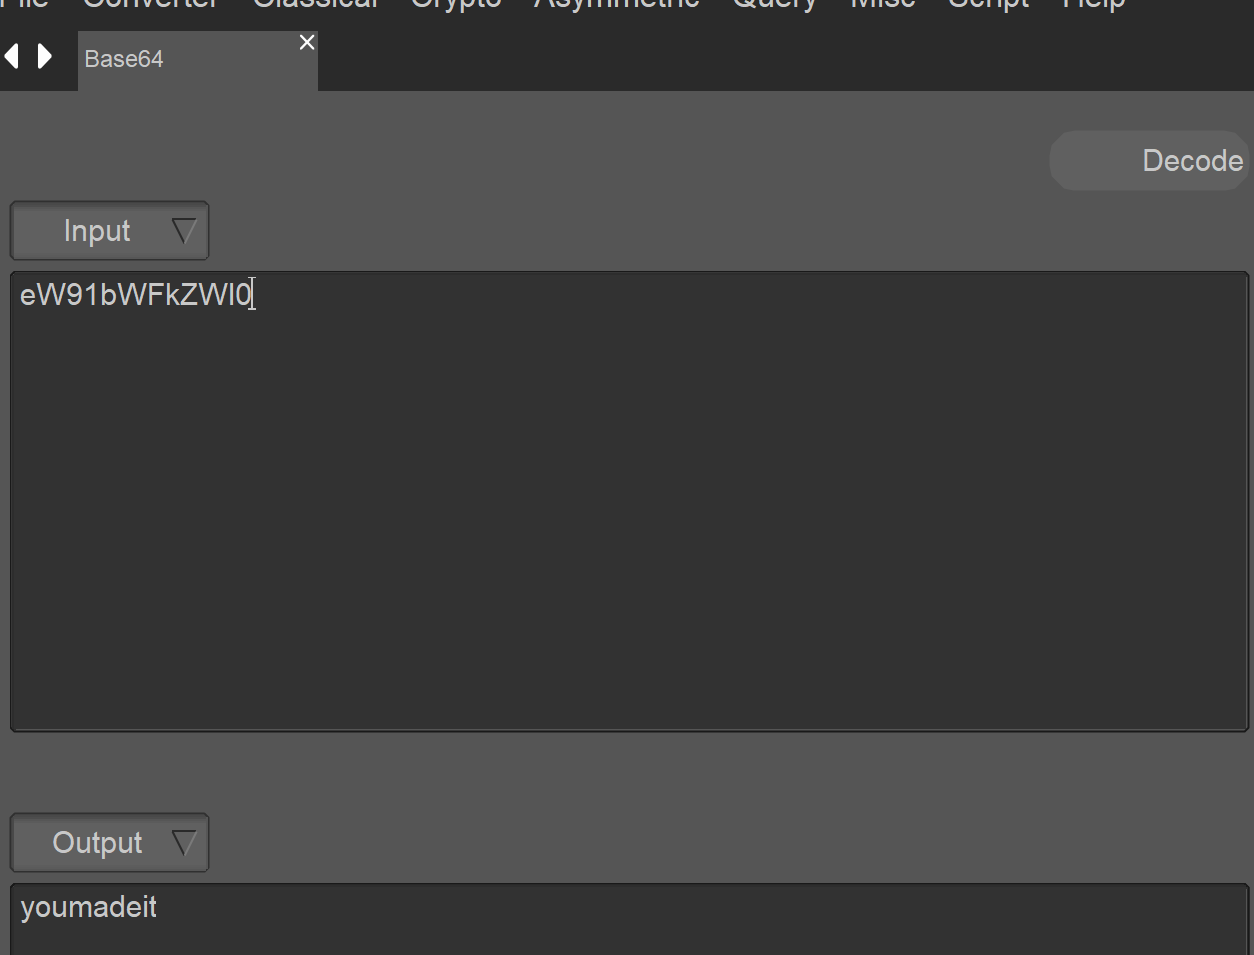 File Converter Classical Crypto Asymmetric Query Misc Script Help
Base64
Decode
Input
eW91bWFkZWl0
Output
youmadeit